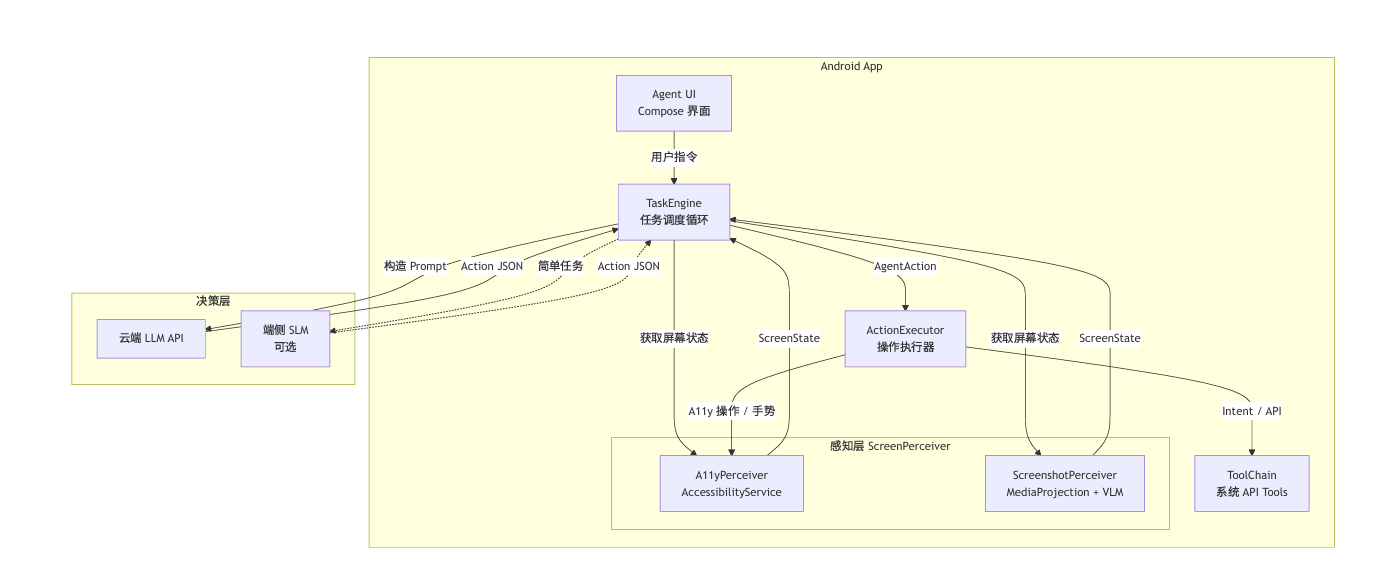 Android App
Agent UI
Compose 界面
用户指令
TaskEngine
任务调度循环
构造 Prompt
Action JSON
简单任务
Action JSON
AgentAction
决策层
云端 LLM API
端侧 SLM
可选
获取屏幕状态
ScreenState
ActionExecutor
操作执行器
获取屏幕状态
ScreenState
A11y 操作 / 手势
Intent / API
感知层 ScreenPerceiver
A11yPerceiver
AccessibilityService
ScreenshotPerceiver
MediaProjection + VLM
ToolChain
系统 API Tools